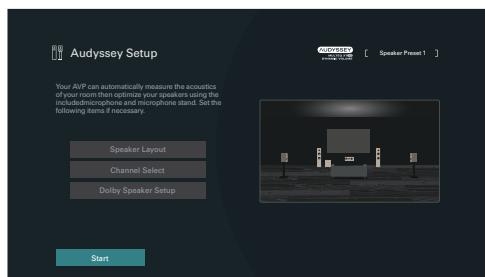 Audyssey Setup
AUDYSSEY
DYNAMIC VOLUME
[ Speaker Preset 1 ]
Your AVP can automatically measure the acoustics
of your room then optimize your speakers using the
includedmicrophone and microphone stand. Set the
following items if necessary.
Speaker Layout
Channel Select
Dolby Speaker Setup
Start